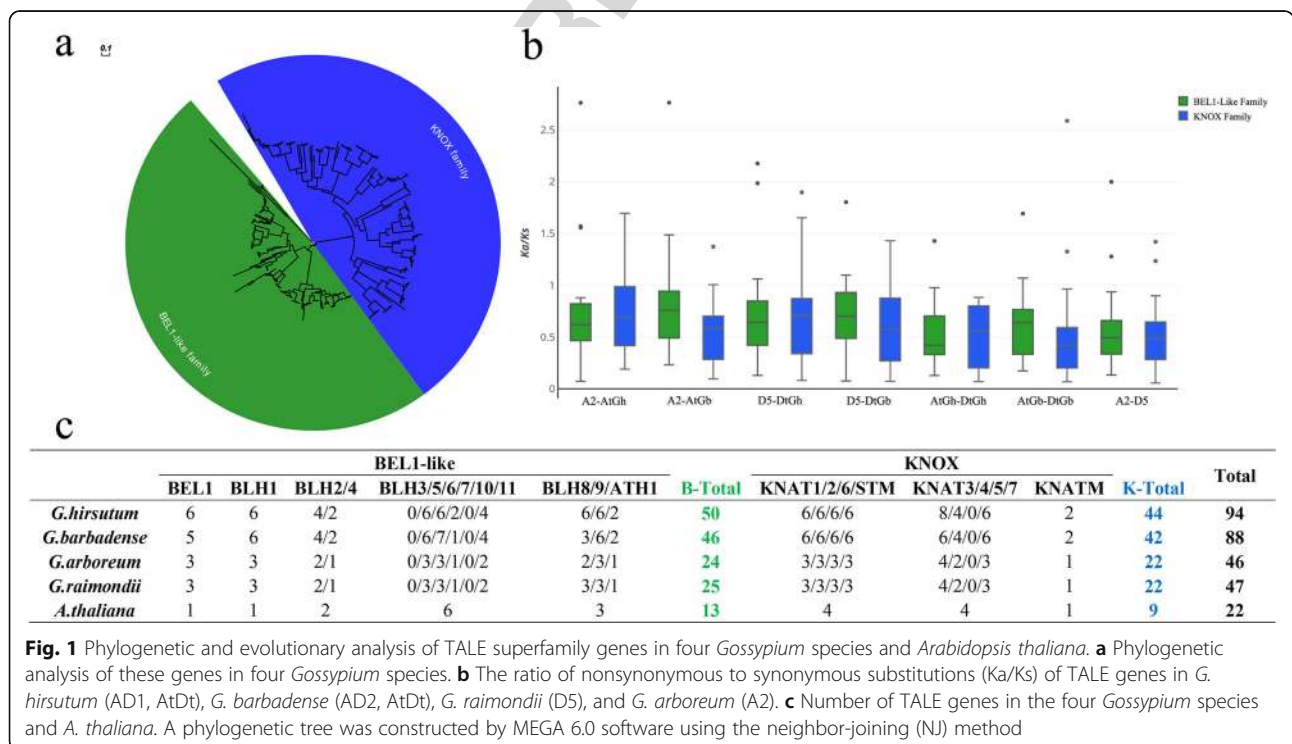 a
0.1
KNOX family
BEL1-like family
b
BEL1-Like Family
KNOX Family
Ka/Ks
2.5
2
1.5
1
0.5
0
A2-AtGh A2-AtGb D5-DtGh D5-DtGb AtGh-DtGh AtGb-DtGb A2-D5
c
BEL1-like KNOX Total
BEL1 BLH1 BLH2/4 BLH3/5/6/7/10/11 BLH8/9/ATH1 B-Total KNAT1/2/6/STM KNAT3/4/5/7 KNATM K-Total
G.hirsutum 6 6 4/2 0/6/6/2/0/4 6/6/2 50 6/6/6/6 8/4/0/6 2 44 94
G.barbadense 5 6 4/2 0/6/7/1/0/4 3/6/2 46 6/6/6/6 6/4/0/6 2 42 88
G.arboreum 3 3 2/1 0/3/3/1/0/2 2/3/1 24 3/3/3/3 4/2/0/3 1 22 46
G.raimondii 3 3 2/1 0/3/3/1/0/2 3/3/1 25 3/3/3/3 4/2/0/3 1 22 47
A.thaliana 1 1 2 6 3 13 4 4 1 9 22
Fig. 1 Phylogenetic and evolutionary analysis of TALE superfamily genes in four Gossypium species and Arabidopsis thaliana. a Phylogenetic
analysis of these genes in four Gossypium species. b The ratio of nonsynonymous to synonymous substitutions (Ka/Ks) of TALE genes in G.
hirsutum (AD1, AtDt), G. barbadense (AD2, AtDt), G. raimondii (D5), and G. arboreum (A2). c Number of TALE genes in the four Gossypium species
and A. thaliana. A phylogenetic tree was constructed by MEGA 6.0 software using the neighbor-joining (NJ) method